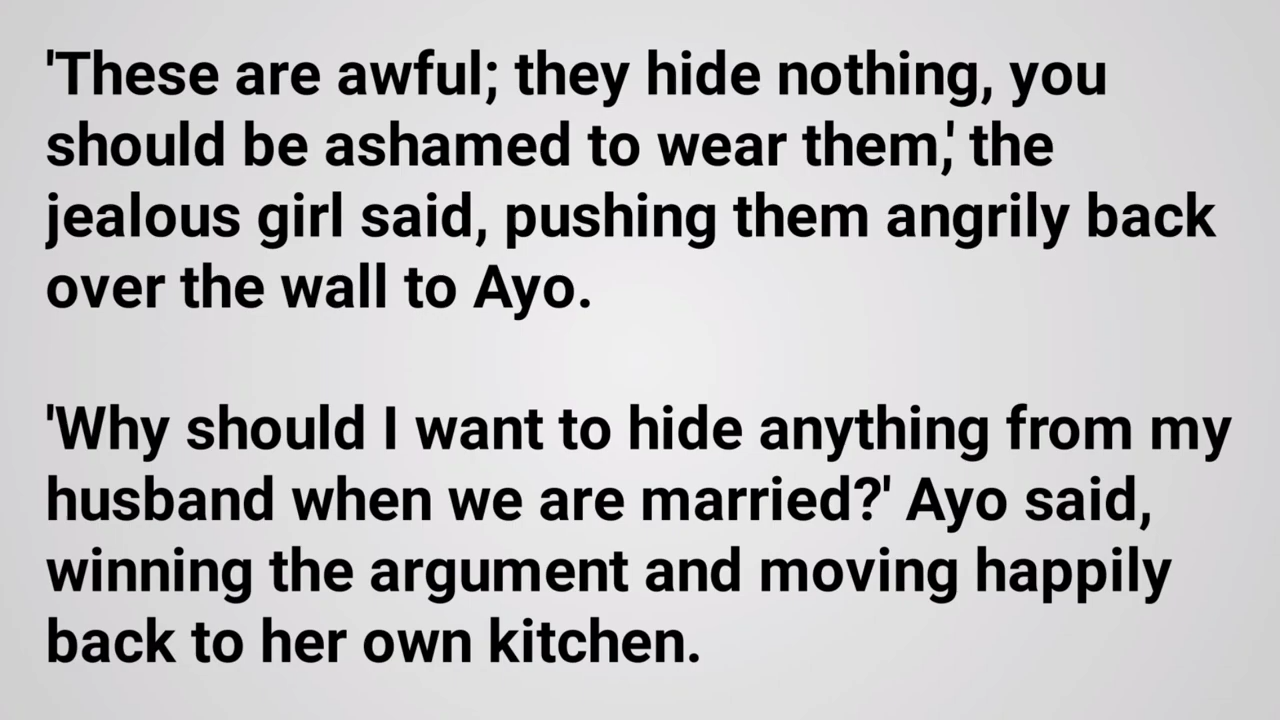 'These are awful; they hide nothing, you
should be ashamed to wear them,' the
jealous girl said, pushing them angrily back
over the wall to Ayo.
'Why should I want to hide anything from my
husband when we are married?' Ayo said,
winning the argument and moving happily
back to her own kitchen.